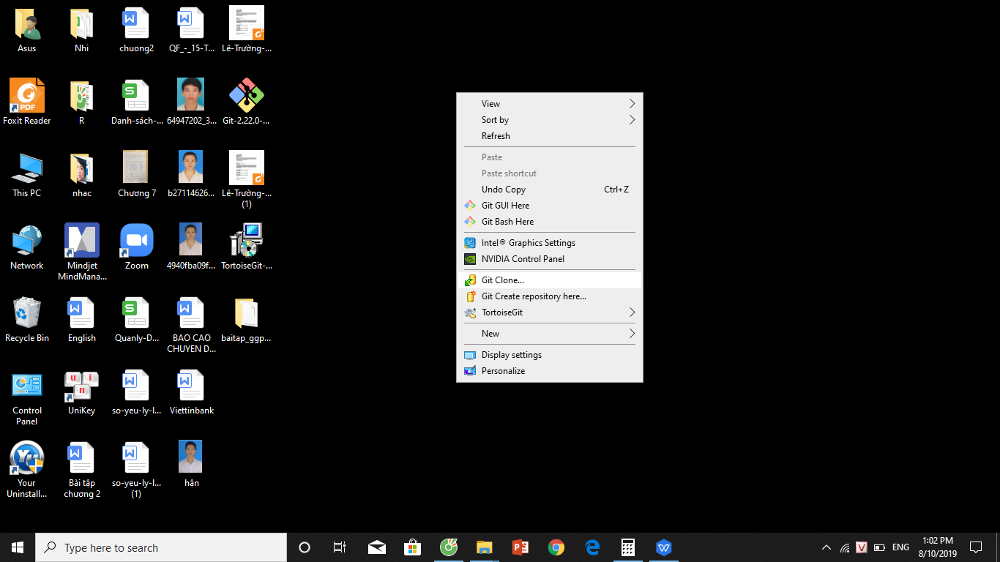 Asus
Nhi
chuong2
QF_-_15-T...
Lê-Trường-...
Foxit Reader
R
Danh-sách-...
64947202_3...
Git-2.22.0-...
This PC
nhac
Chương 7
b27114626...
Lê-Trường-...
(1)
Network
Mindjet
MindMana...
Zoom
4940fba09f...
TortoiseGit-...
Recycle Bin
English
Quanly-D...
BAO CAO
CHUYEN D...
baitap_ggp...
Control
Panel
UniKey
so-yeu-ly-l...
Viettinbank
Your
Uninstall...
Bài tập
chương 2
so-yeu-ly-l...
(1)
hận
View
Sort by
Refresh
Paste
Paste shortcut
Undo Copy Ctrl+Z
Git GUI Here
Git Bash Here
Intel® Graphics Settings
NVIDIA Control Panel
Git Clone...
Git Create repository here...
TortoiseGit
New
Display settings
Personalize
Type here to search
ENG
1:02 PM
8/10/2019